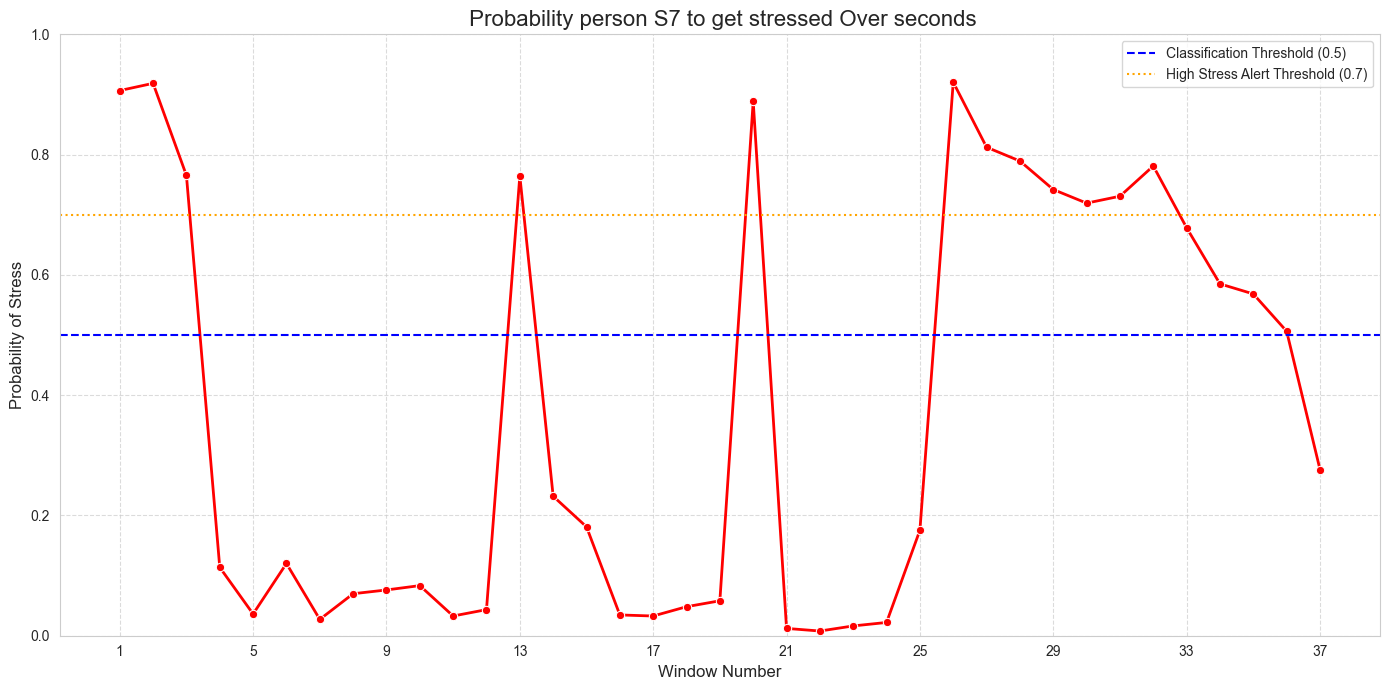 Probability person S7 to get stressed Over seconds
Classification Threshold (0.5)
High Stress Alert Threshold (0.7)
Probability of Stress
1.0
0.8
0.6
0.4
0.2
0.0
1 5 9 13 17 21 25 29 33 37
Window Number